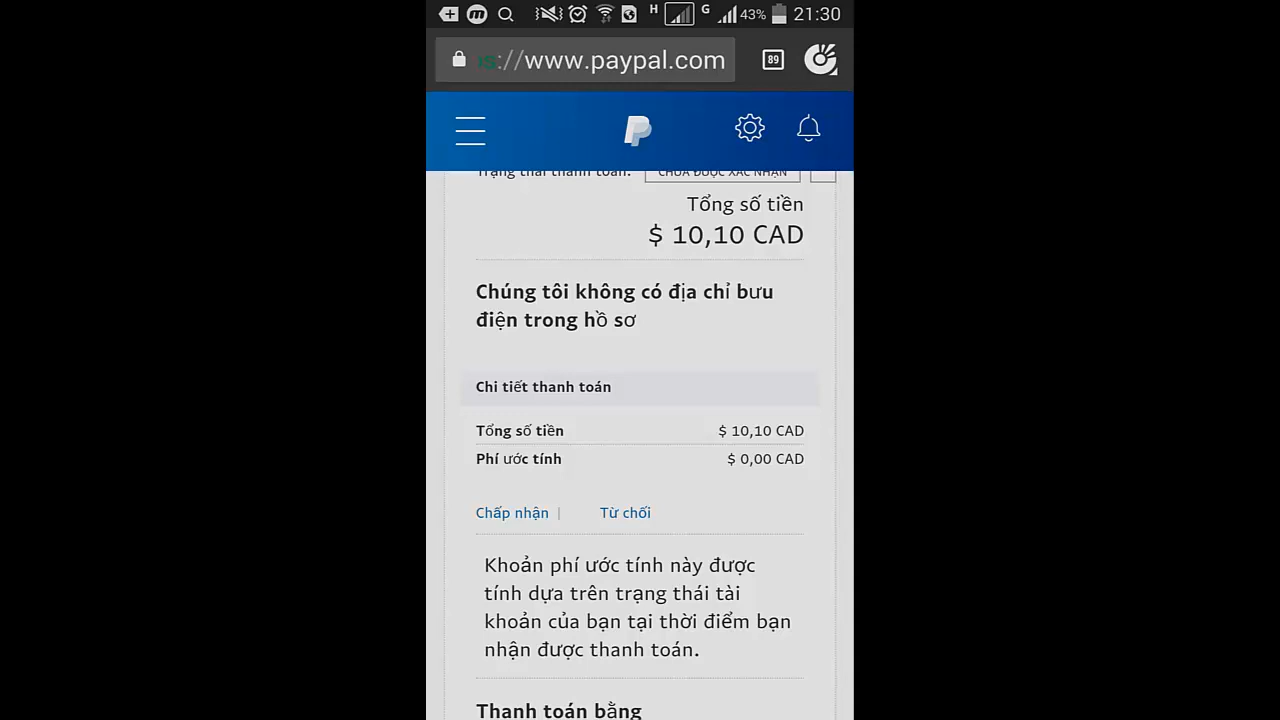 H G 43% 21:30
s://www.paypal.com 89
Trạng thái thanh toán: CHƯA ĐƯỢC XÁC NHẬN
Tổng số tiền
$ 10,10 CAD
Chúng tôi không có địa chỉ bưu
điện trong hồ sơ
Chi tiết thanh toán
Tổng số tiền $ 10,10 CAD
Phí ước tính $ 0,00 CAD
Chấp nhận | Từ chối
Khoản phí ước tính này được
tính dựa trên trạng thái tài
khoản của bạn tại thời điểm bạn
nhận được thanh toán.
Thanh toán bằng